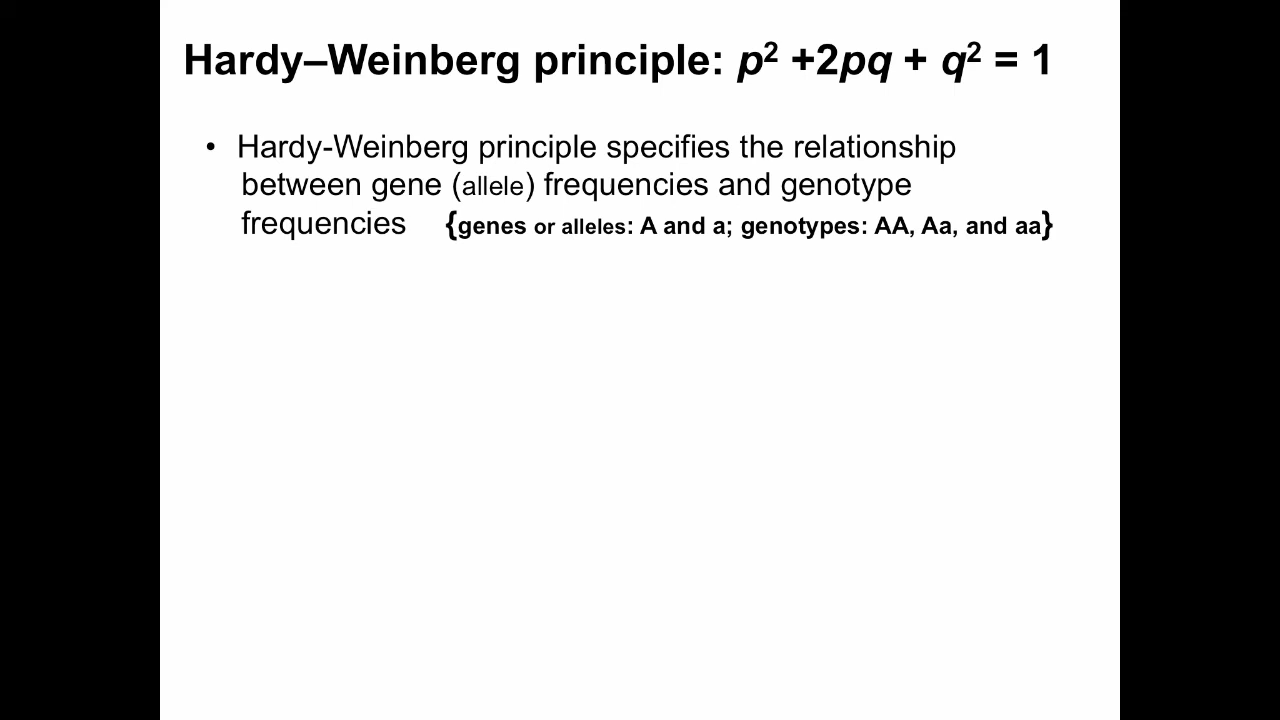 Hardy–Weinberg principle: p² +2pq + q² = 1
• Hardy-Weinberg principle specifies the relationship
between gene (allele) frequencies and genotype
frequencies {genes or alleles: A and a; genotypes: AA, Aa, and aa}